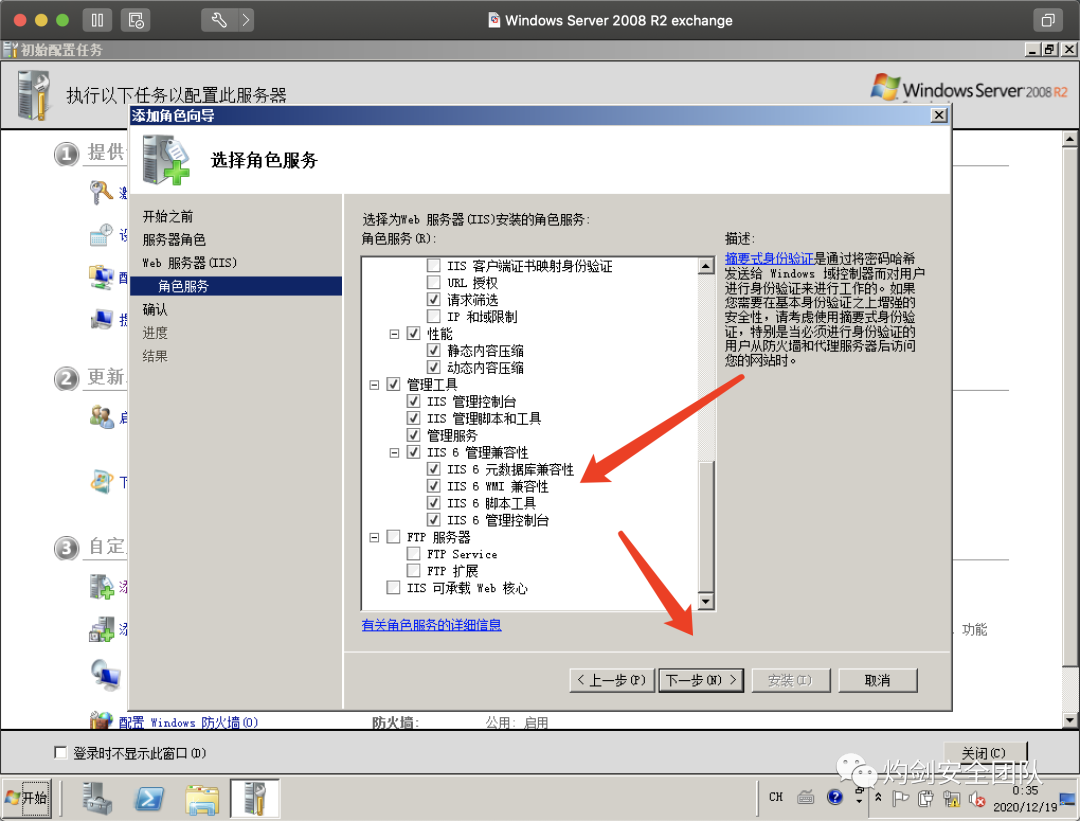 Windows Server 2008 R2 exchange
初始配置任务
执行以下任务以配置此服务器
Windows Server 2008 R2
添加角色向导
选择角色服务
1 提供
2 更新
3 自定
开始之前
服务器角色
Web 服务器(IIS)
角色服务
确认
进度
结果
选择为Web 服务器(IIS)安装的角色服务:
角色服务(R):
IIS 客户端证书映射身份验证
URL 授权
请求筛选
IP 和域限制
性能
静态内容压缩
动态内容压缩
管理工具
IIS 管理控制台
IIS 管理脚本和工具
管理服务
IIS 6 管理兼容性
IIS 6 元数据库兼容性
IIS 6 WMI 兼容性
IIS 6 脚本工具
IIS 6 管理控制台
FTP 服务器
FTP Service
FTP 扩展
IIS 可承载 Web 核心
有关角色服务的详细信息
描述:
摘要式身份验证是通过将密码哈希
发送给 Windows 域控制器而对用户
进行身份验证来进行工作的。如果
您需要在基本身份验证之上增强的
安全性，请考虑使用摘要式身份验
证，特别是当必须进行身份验证的
用户从防火墙和代理服务器后访问
您的网站时。
功能
< 上一步(P)
下一步(N) >
安装(I)
取消
配置 Windows 防火墙(O)
防火墙:
公用: 启用
登录时不显示此窗口(D)
关闭(C)
灼剑安全团队
开始
CH
0:35
2020/12/19